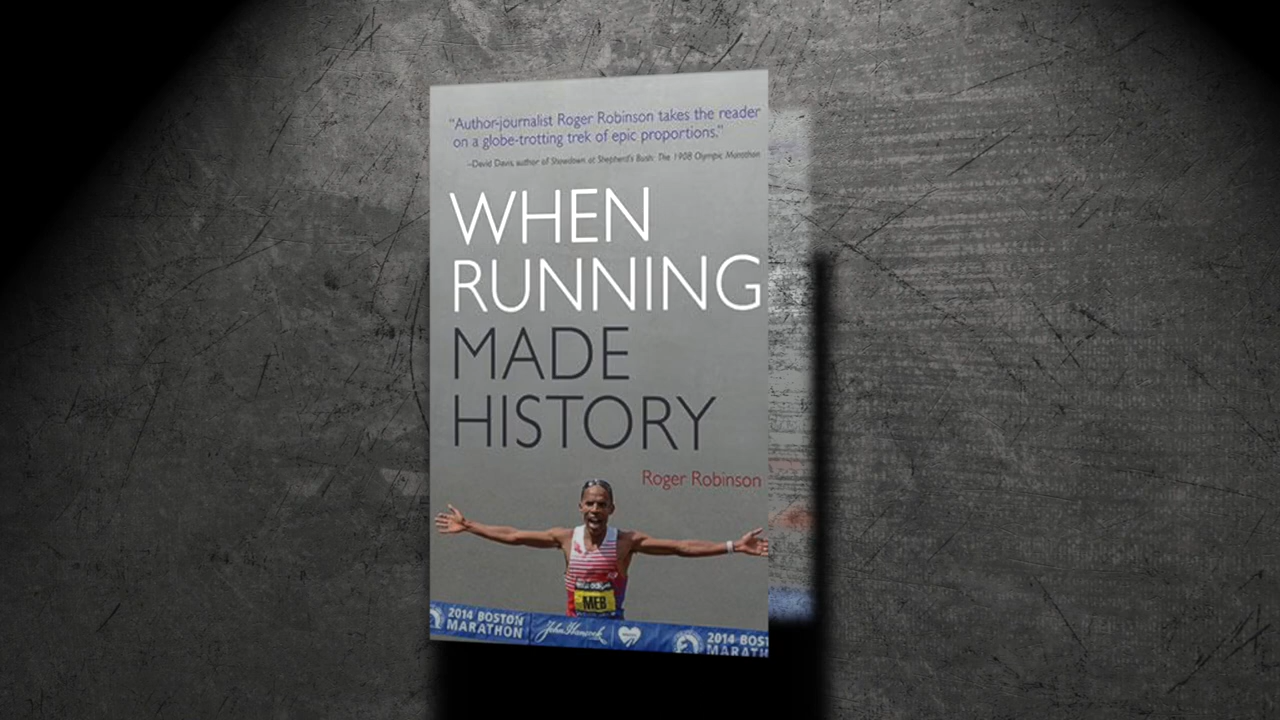 “Author-journalist Roger Robinson takes the reader
on a globe-trotting trek of epic proportions.”
–David Davis, author of Showdown at Shepherd's Bush: The 1908 Olympic Marathon
WHEN
RUNNING
MADE
HISTORY
Roger Robinson
MEB
2014 BOSTON
MARATHON
John Hancock
2014 BOST
MARATH